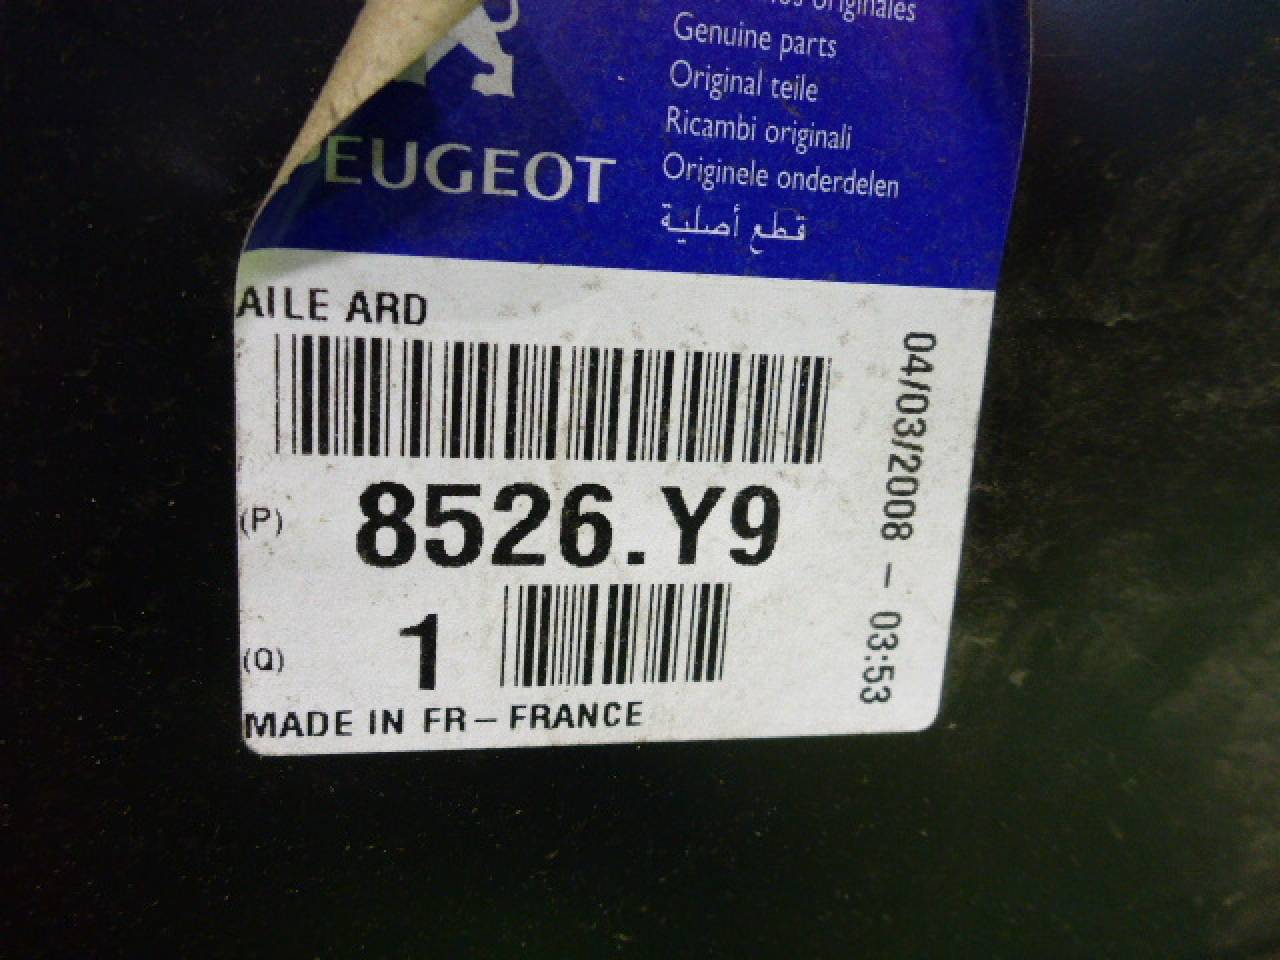 originales
Genuine parts
Original teile
Ricambi originali
Originele onderdelen
قطع أصلية
PEUGEOT
AILE ARD
(P) 8526.Y9
(Q) 1
MADE IN FR – FRANCE
04/03/2008 – 03:53